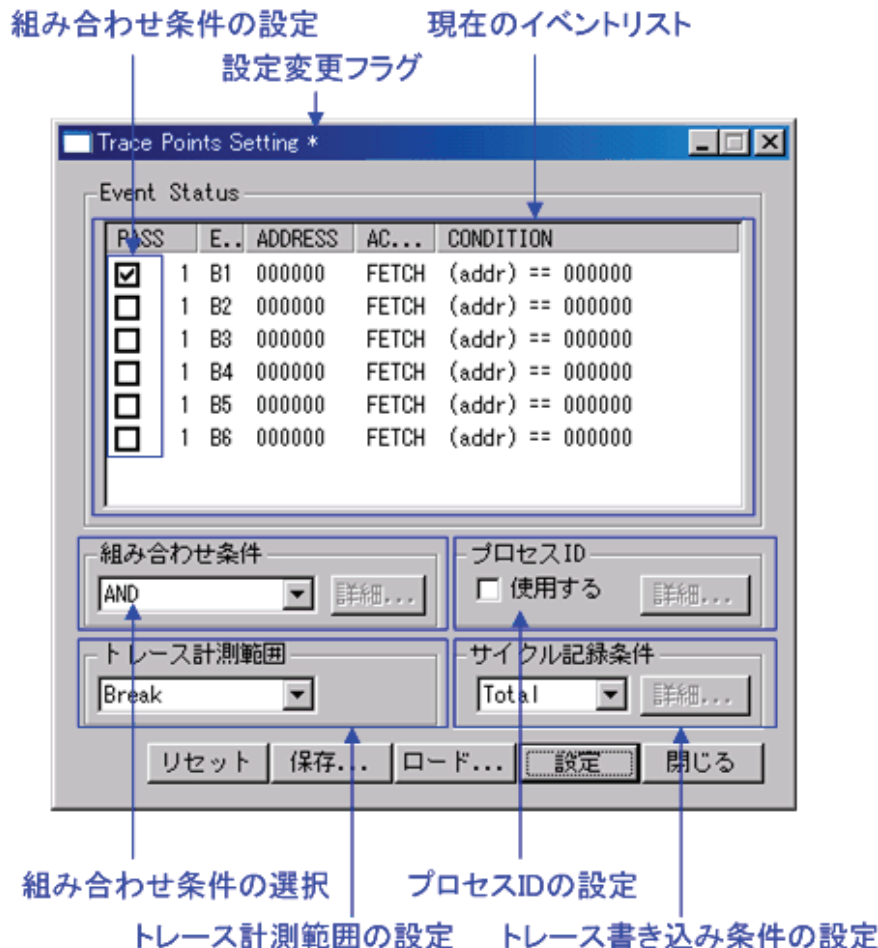 組み合わせ条件の設定
現在のイベントリスト
設定変更フラグ
Trace Points Setting *
Event Status
PASS E.. ADDRESS AC... CONDITION
1 B1 000000 FETCH (addr) == 000000
1 B2 000000 FETCH (addr) == 000000
1 B3 000000 FETCH (addr) == 000000
1 B4 000000 FETCH (addr) == 000000
1 B5 000000 FETCH (addr) == 000000
1 B6 000000 FETCH (addr) == 000000
組み合わせ条件
プロセスID
AND 詳細...
使用する 詳細...
トレース計測範囲
サイクル記録条件
Break
Total 詳細...
リセット 保存... ロード... 設定 閉じる
組み合わせ条件の選択
プロセスIDの設定
トレース計測範囲の設定
トレース書き込み条件の設定